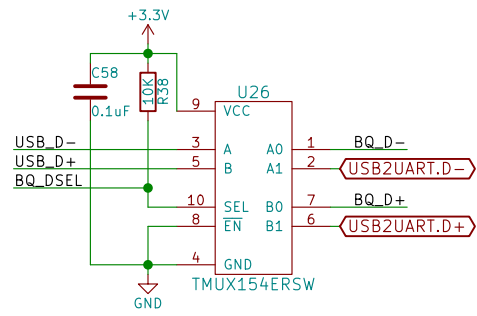 +3.3V
C58
0.1uF
10K
R38
U26
9
VCC
USB_D-
3
A
A0
1
BQ_D-
USB_D+
5
B
A1
2
USB2UART.D-
BQ_DSEL
10
SEL
B0
7
BQ_D+
8
EN
B1
6
USB2UART.D+
4
GND
TMUX154ERSW
GND